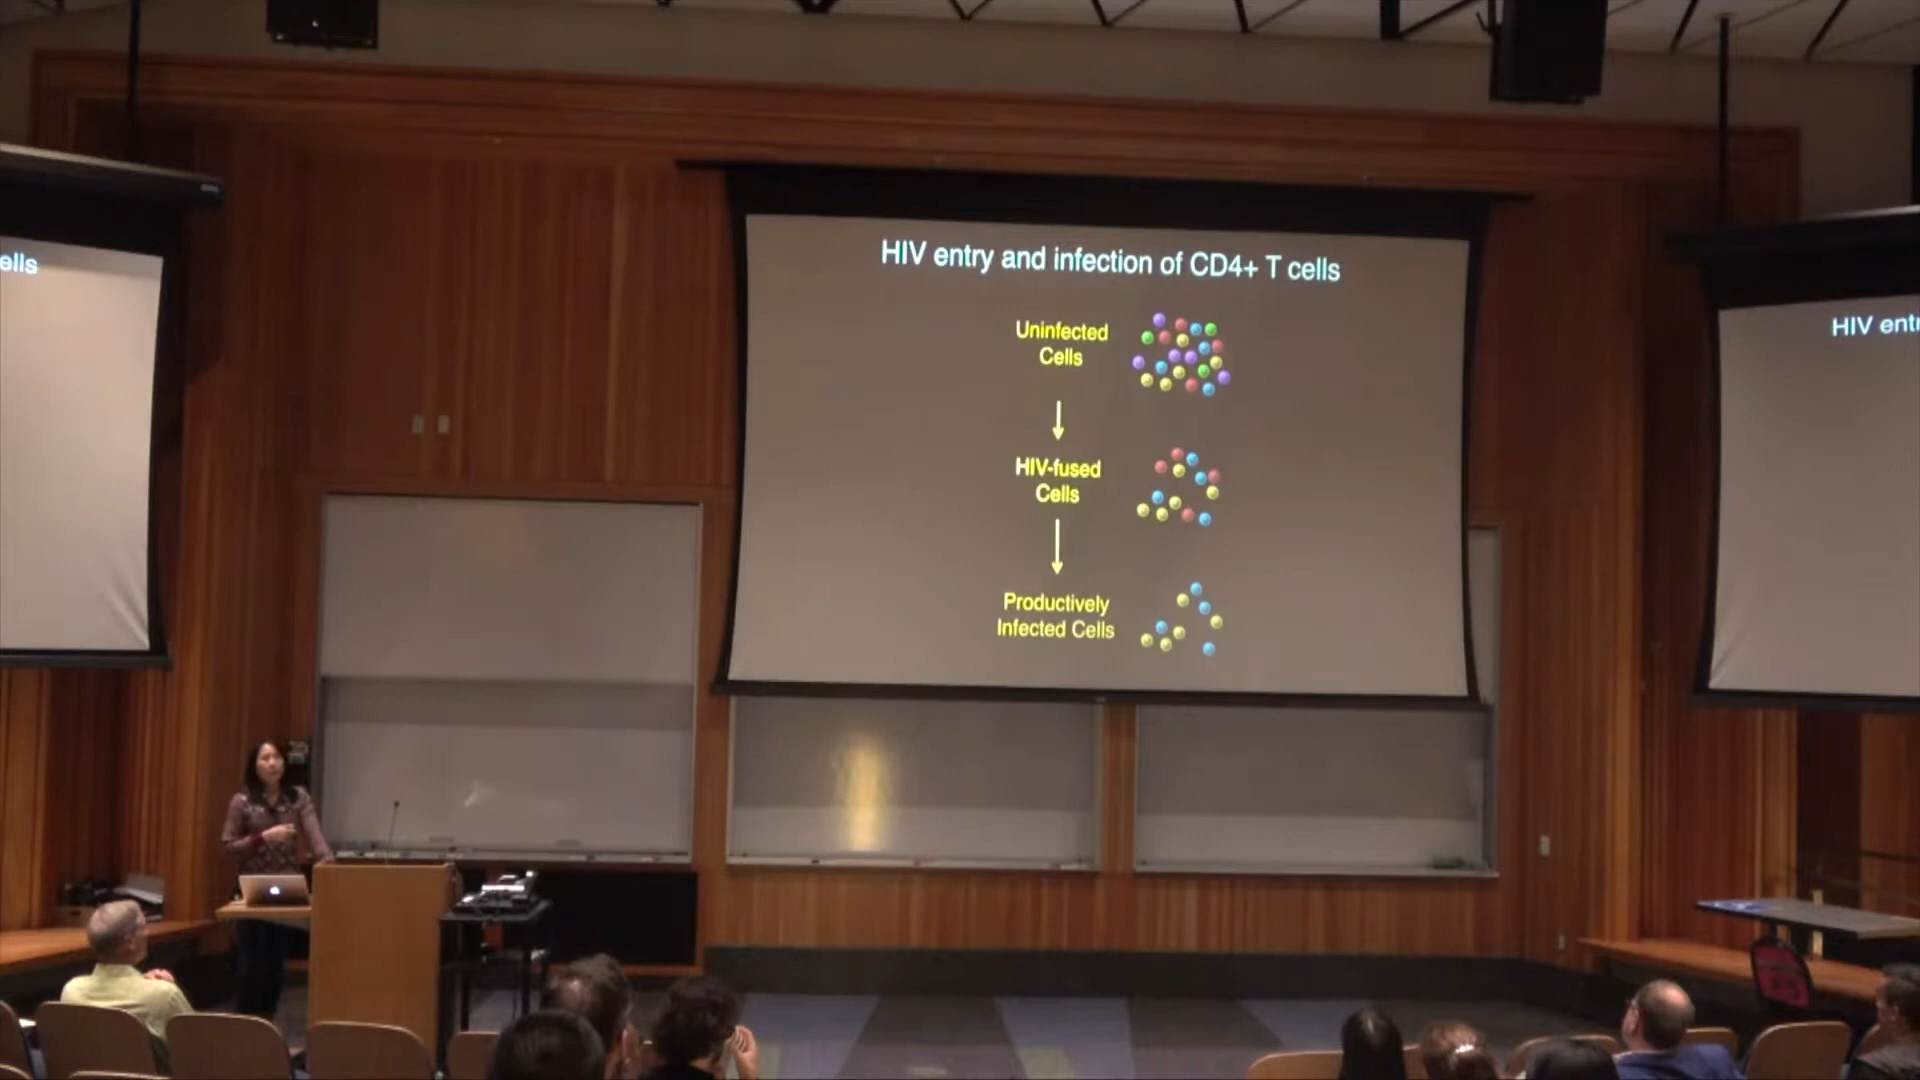 ells
HIV entry and infection of CD4+ T cells
Uninfected
Cells
HIV-fused
Cells
Productively
Infected Cells
HIV entr